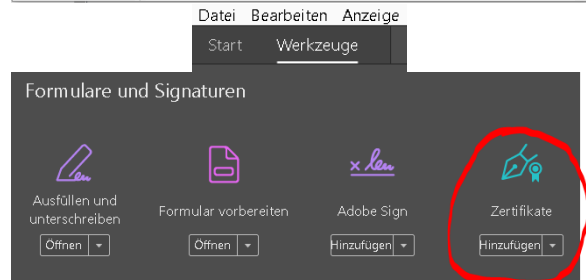 Datei Bearbeiten Anzeige
Start Werkzeuge
Formulare und Signaturen
Ausfüllen und
unterschreiben
Formular vorbereiten
Adobe Sign
Zertifikate
Öffnen
Öffnen
Hinzufügen
Hinzufügen